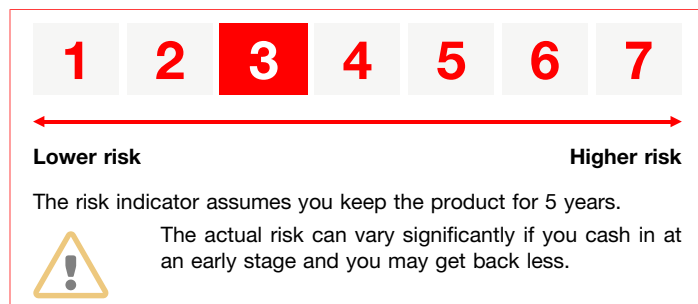 1 2 3 4 5 6 7
Lower risk Higher risk
The risk indicator assumes you keep the product for 5 years.
The actual risk can vary significantly if you cash in at
an early stage and you may get back less.